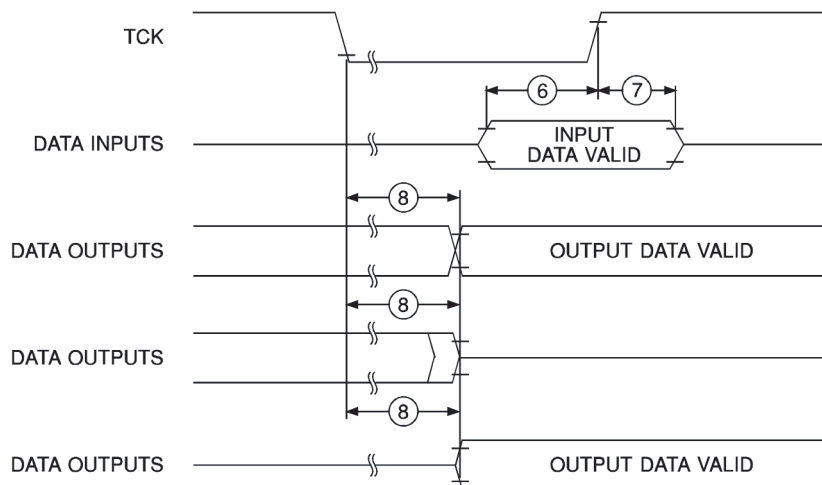 TCK
6
7
DATA INPUTS
INPUT
DATA VALID
8
DATA OUTPUTS
OUTPUT DATA VALID
8
DATA OUTPUTS
8
DATA OUTPUTS
OUTPUT DATA VALID